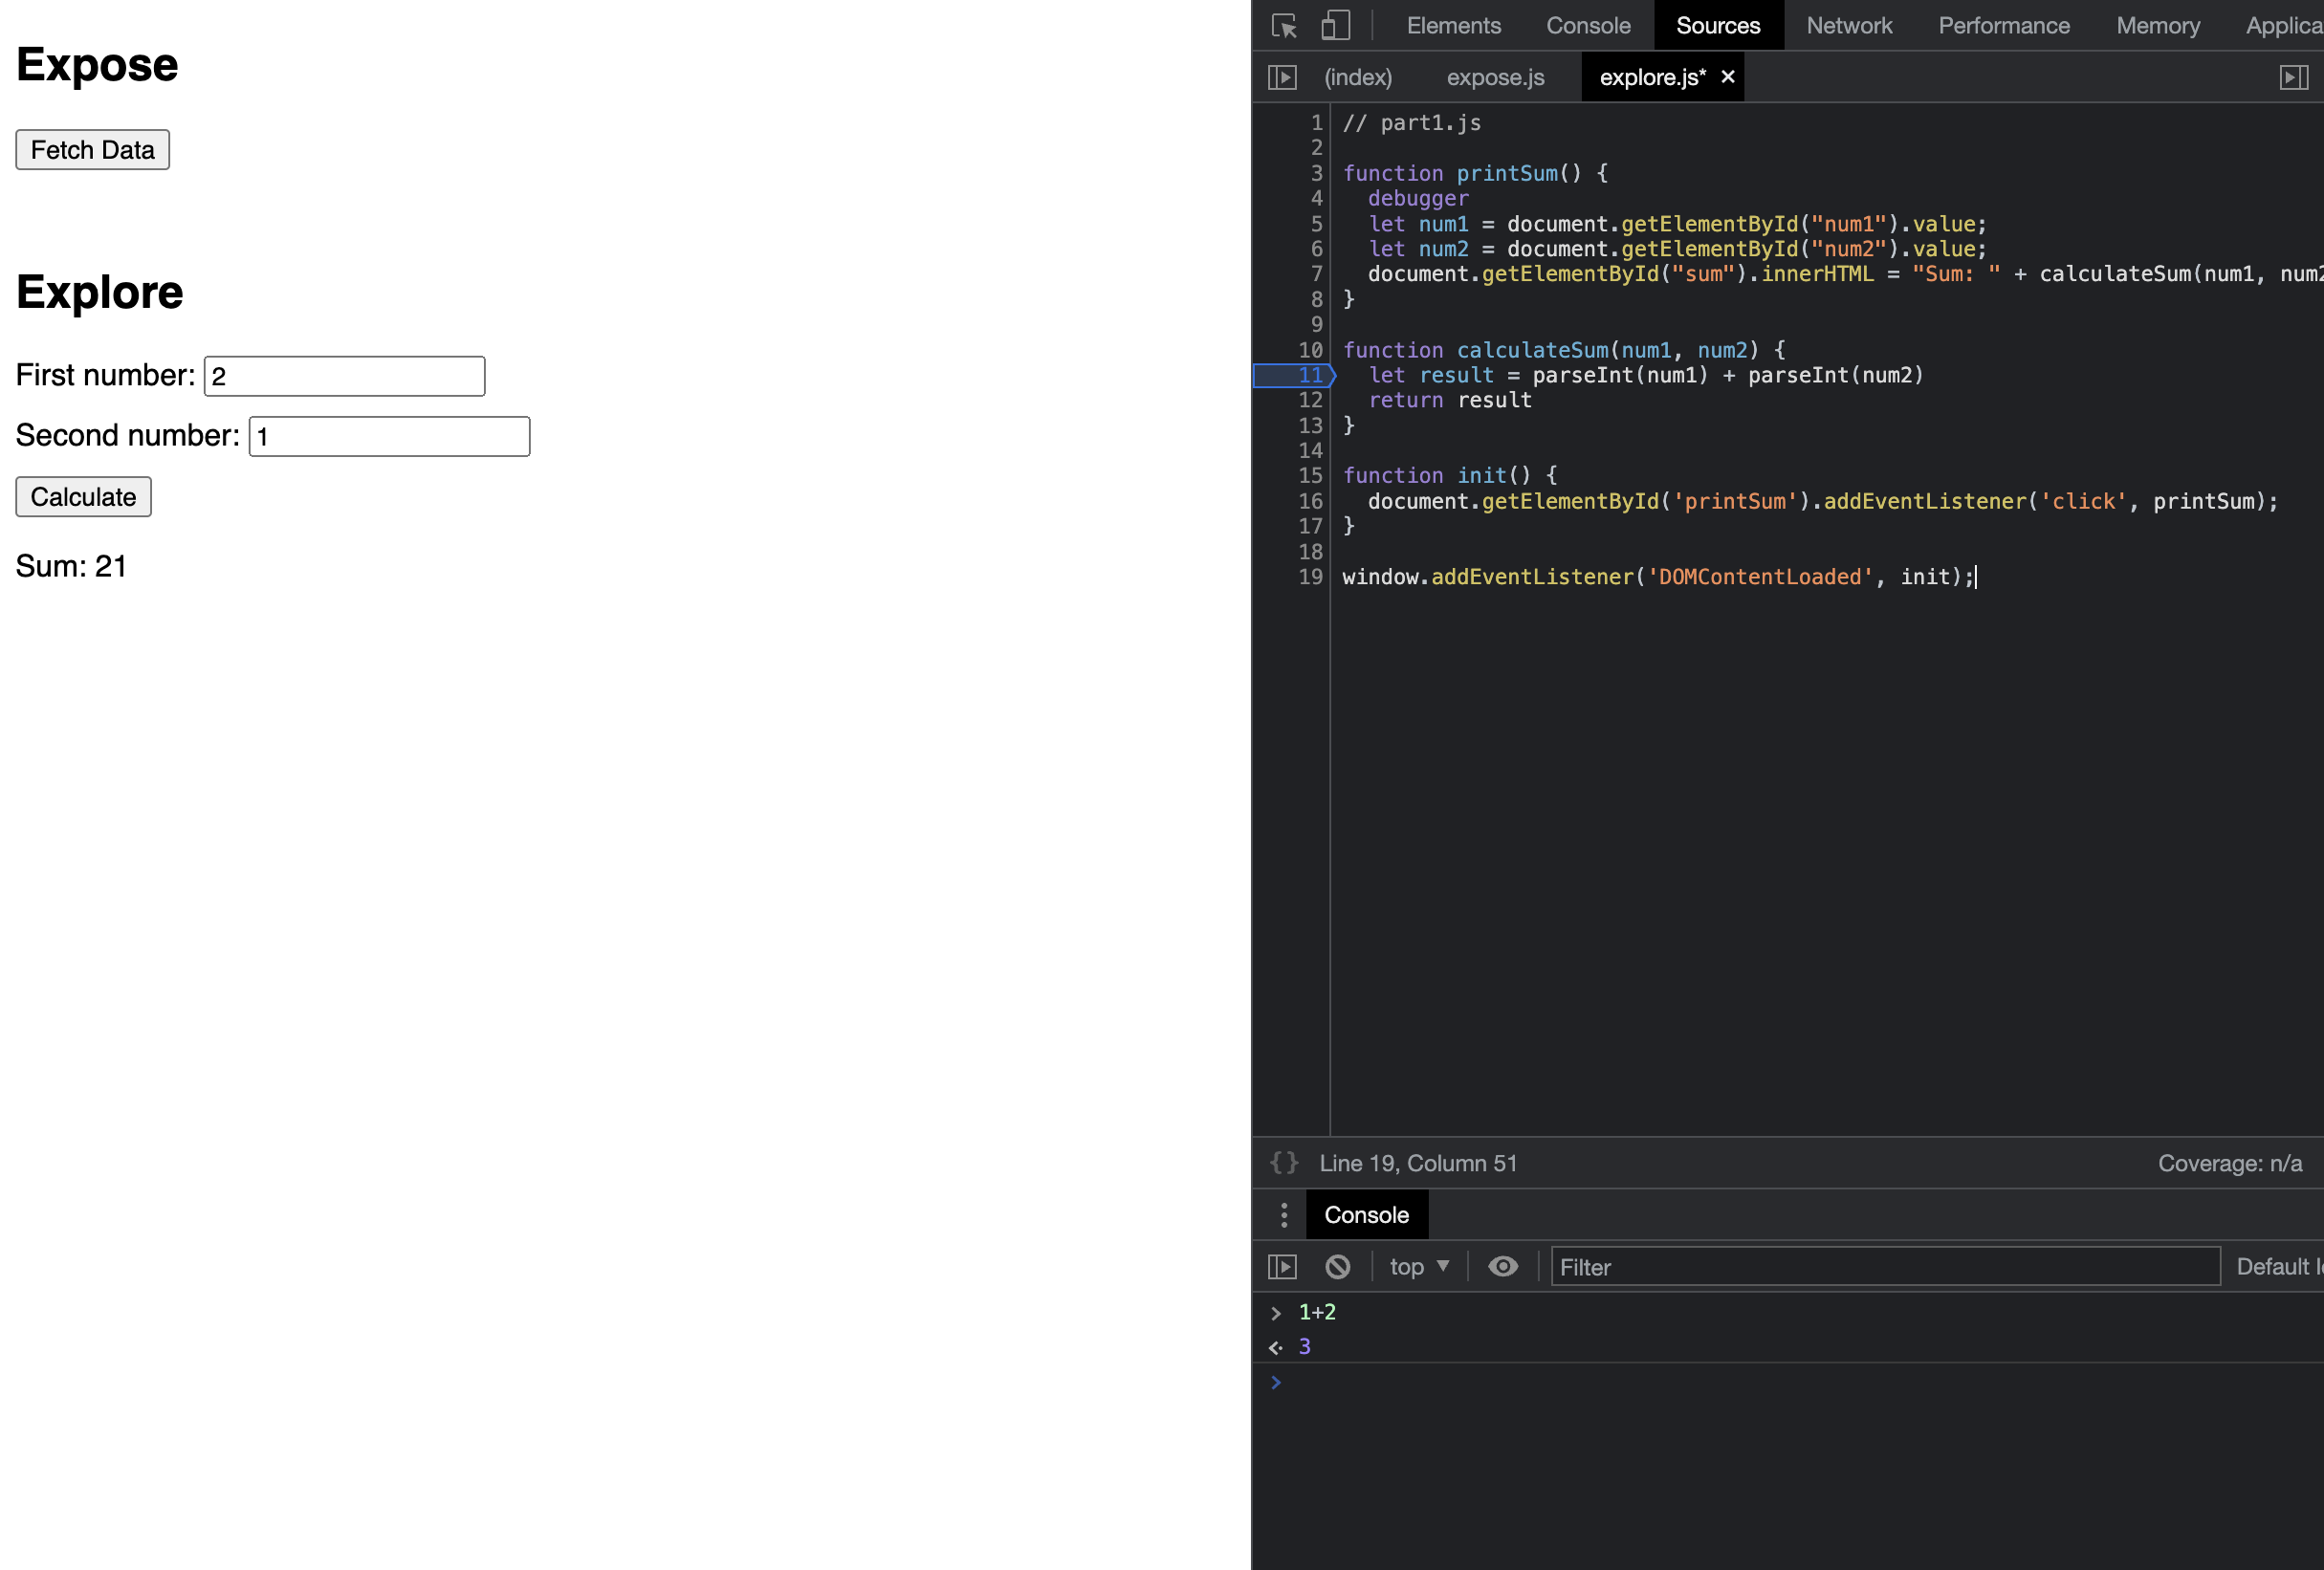 Expose
Fetch Data
Explore
First number: 2
Second number: 1
Calculate
Sum: 21
Elements Console Sources Network Performance Memory Applica
(index) expose.js explore.js* ×
1 // part1.js
2
3 function printSum() {
4   debugger
5   let num1 = document.getElementById("num1").value;
6   let num2 = document.getElementById("num2").value;
7   document.getElementById("sum").innerHTML = "Sum: " + calculateSum(num1, num2
8 }
9
10 function calculateSum(num1, num2) {
11   let result = parseInt(num1) + parseInt(num2)
12   return result
13 }
14
15 function init() {
16   document.getElementById('printSum').addEventListener('click', printSum);
17 }
18
19 window.addEventListener('DOMContentLoaded', init);
{} Line 19, Column 51 Coverage: n/a
Console
top ▼ Filter Default l
> 1+2
3
>